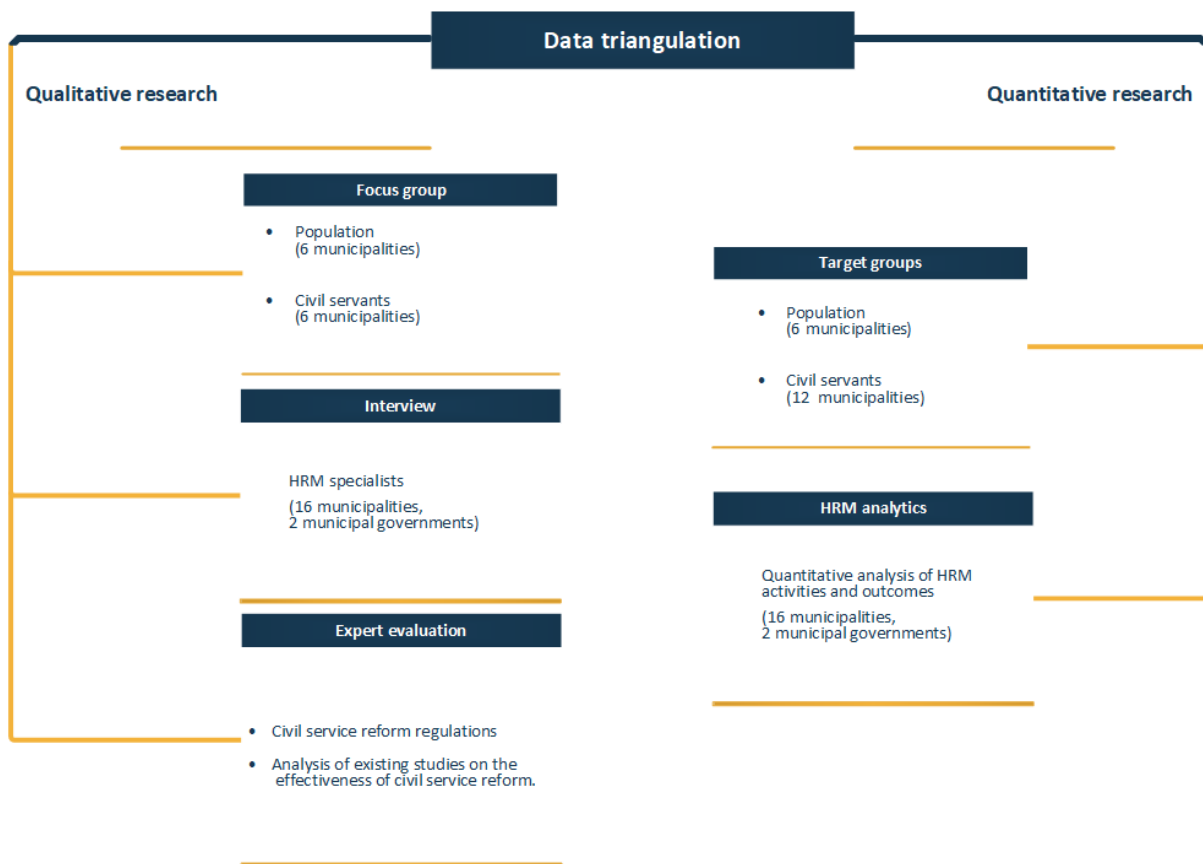 Data triangulation
Qualitative research
Quantitative research
Focus group
• Population
(6 municipalities)
• Civil servants
(6 municipalities)
Interview
HRM specialists
(16 municipalities,
2 municipal governments)
Expert evaluation
• Civil service reform regulations
• Analysis of existing studies on the
effectiveness of civil service reform.
Target groups
• Population
(6 municipalities)
• Civil servants
(12 municipalities)
HRM analytics
Quantitative analysis of HRM
activities and outcomes
(16 municipalities,
2 municipal governments)